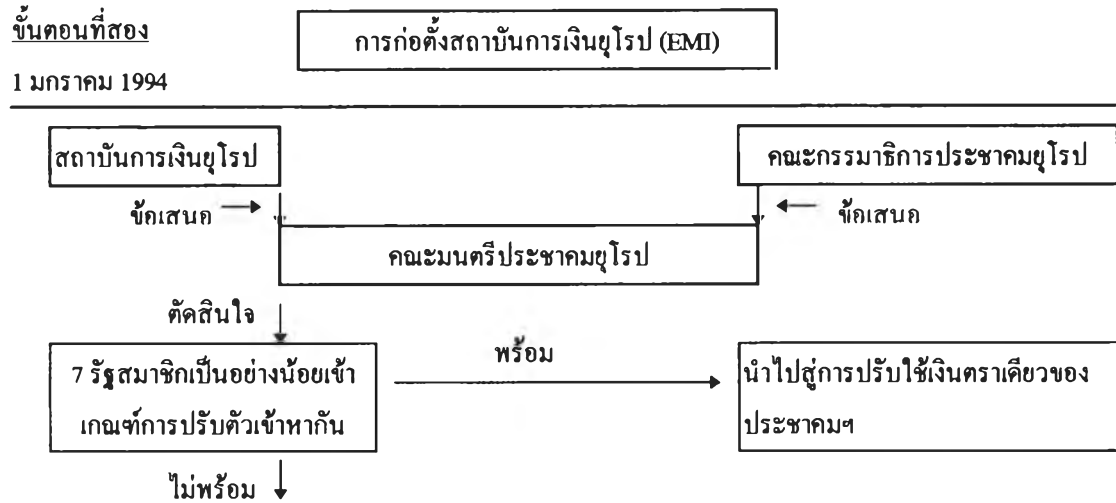 ขั้นตอนที่สอง
การก่อตั้งสถาบันการเงินยุโรป (EMI)
1 มกราคม 1994
สถาบันการเงินยุโรป
คณะกรรมาธิการประชาคมยุโรป
ข้อเสนอ
ข้อเสนอ
คณะมนตรีประชาคมยุโรป
ตัดสินใจ
พร้อม
7 รัฐสมาชิกเป็นอย่างน้อยเข้า
เกณฑ์การปรับตัวเข้าหากัน
นำไปสู่การปรับใช้เงินตราเดียวของ
ประชาคมฯ
ไม่พร้อม